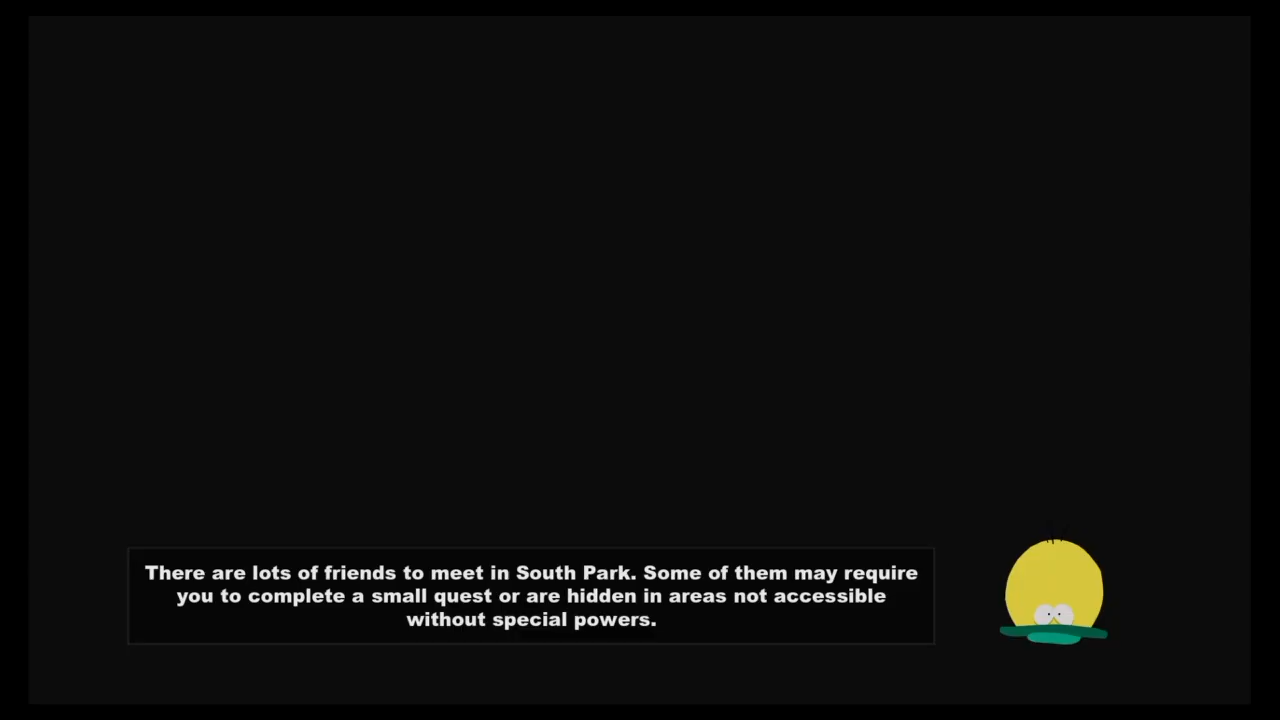 There are lots of friends to meet in South Park. Some of them may require
you to complete a small quest or are hidden in areas not accessible
without special powers.